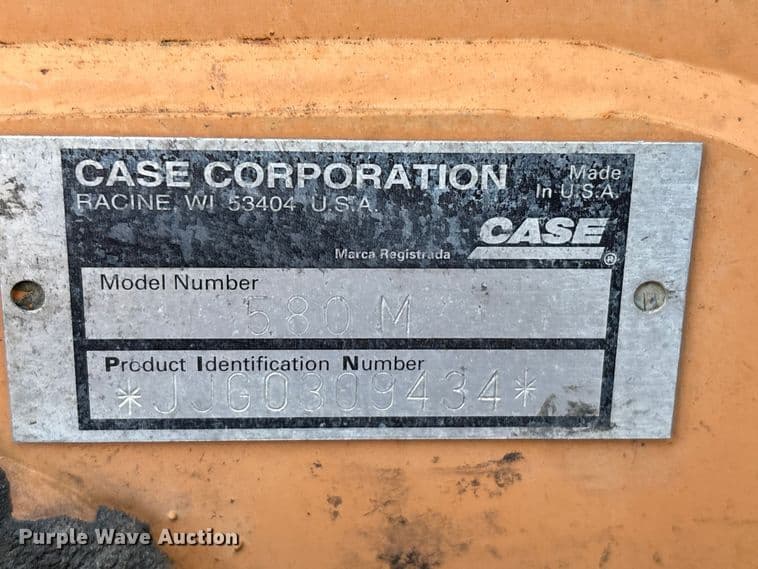 CASE CORPORATION
Made
In U.S.A.
RACINE, WI 53404 U.S.A.
Marca Registrada
CASE
®
Model Number
580 M
Product Identification Number
*JJG0309434*
Purple Wave Auction